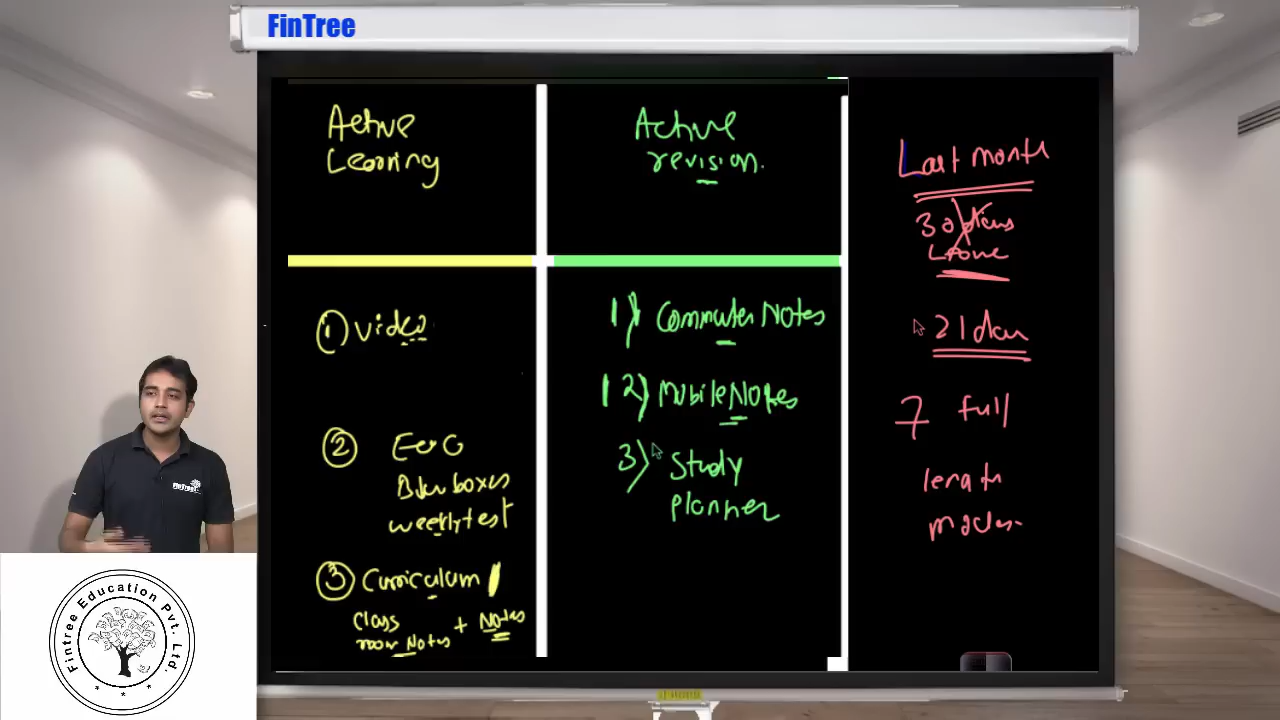 FinTree
Active
Learning
① Video
② EOC
Blue boxes
weekly test
③ Curriculum
Class
room Notes + Notes
Active
revision.
1) Commuter Notes
2) Mobile Notes
3) Study
planner
Last month
30 days
Leave
21 days
7 full
length
mocks.
FinTree
Fintree Education Pvt. Ltd.